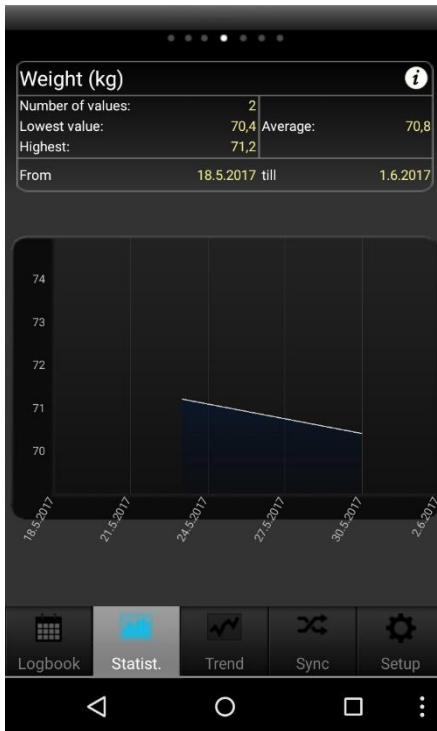 Weight (kg)
Number of values: 2
Lowest value: 70,4 Average: 70,8
Highest: 71,2
From 18.5.2017 till 1.6.2017
74
73
72
71
70
18.5.2017 21.5.2017 24.5.2017 27.5.2017 30.5.2017 2.6.2017
Logbook Statist. Trend Sync Setup